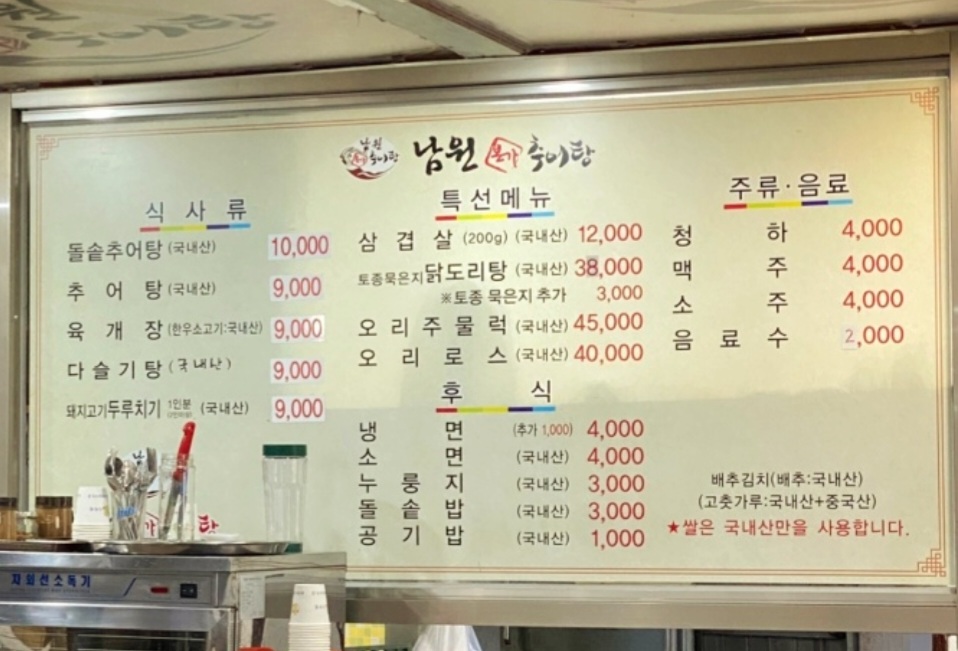 남원 추어탕
남원 본가 추어탕
식사류
돌솥추어탕 (국내산) 10,000
추어탕 (국내산) 9,000
육개장 (한우소고기:국내산) 9,000
다슬기탕 (국내산) 9,000
돼지고기두루치기 1인분 (국내산) 9,000
특선메뉴
삼겹살 (200g) (국내산) 12,000
토종묵은지닭도리탕 (국내산) 38,000
※토종 묵은지 추가 3,000
오리주물럭 (국내산) 45,000
오리로스 (국내산) 40,000
후식
냉면 (추가 1,000) 4,000
소면 (국내산) 4,000
누룽지 (국내산) 3,000
돌솥밥 (국내산) 3,000
공기밥 (국내산) 1,000
주류·음료
청하 4,000
맥주 4,000
소주 4,000
음료수 2,000
배추김치(배추:국내산)
(고춧가루:국내산+중국산)
★쌀은 국내산만을 사용합니다.
자외선소독기